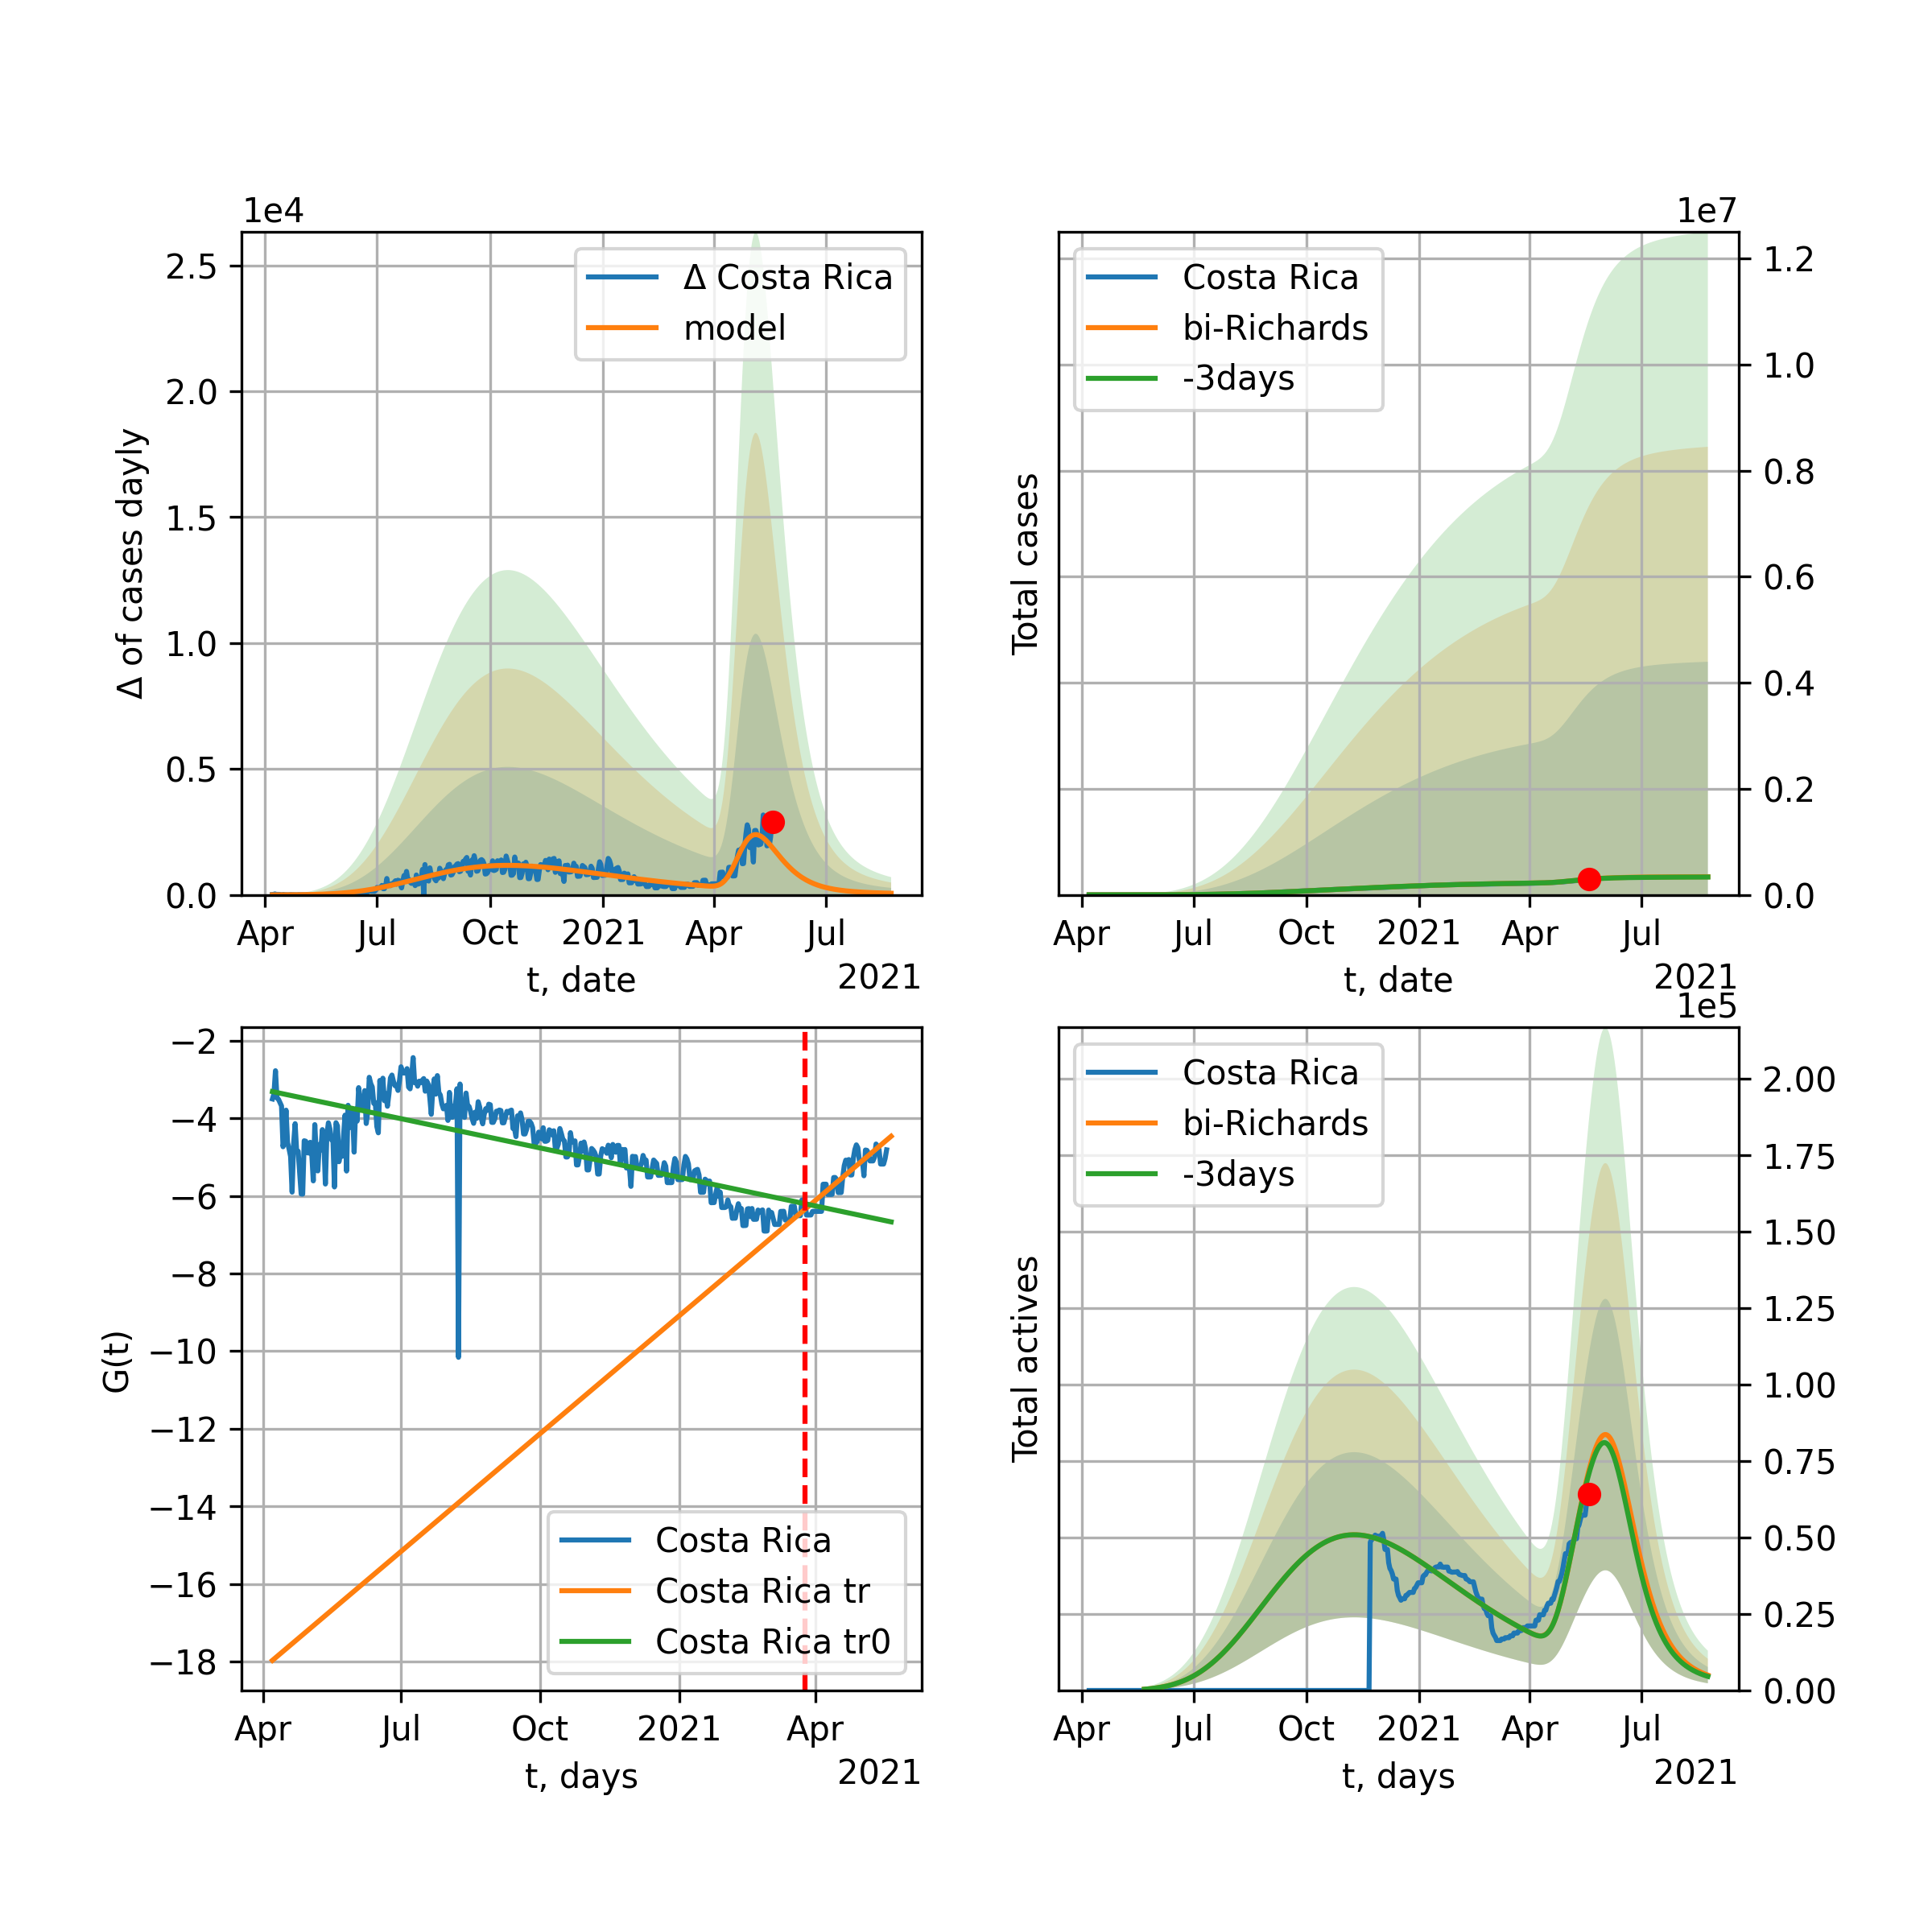 1e4
2.5
2.0
1.5
1.0
0.5
0.0
Δ of cases dayly
Δ Costa Rica
model
Apr Jul Oct 2021 Apr Jul
t, date
2021
1e7
1.2
1.0
0.8
0.6
0.4
0.2
0.0
Total cases
Costa Rica
bi-Richards
-3days
Apr Jul Oct 2021 Apr Jul
t, date
2021
−2
−4
−6
−8
−10
−12
−14
−16
−18
G(t)
Costa Rica
Costa Rica tr
Costa Rica tr0
Apr Jul Oct 2021 Apr
t, days
2021
1e5
2.00
1.75
1.50
1.25
1.00
0.75
0.50
0.25
0.00
Total actives
Costa Rica
bi-Richards
-3days
Apr Jul Oct 2021 Apr Jul
t, days
2021